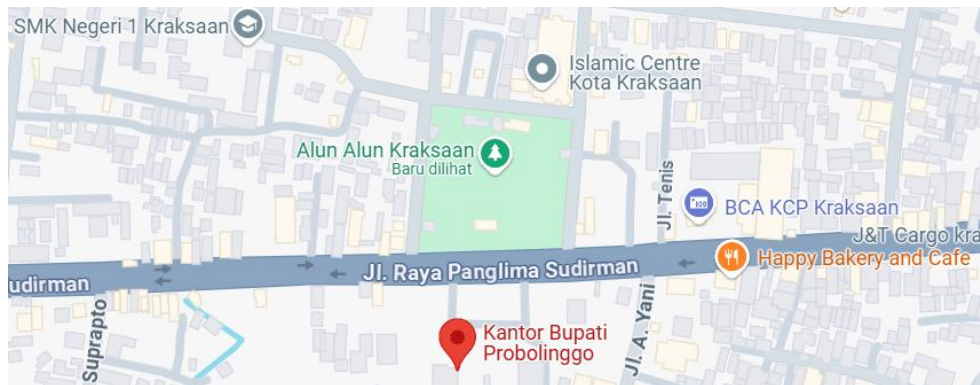 SMK Negeri 1 Kraksaan
Islamic Centre
Kota Kraksaan
Alun Alun Kraksaan
Baru dilihat
Jl. Tenis
BCA KCP Kraksaan
J&T Cargo kra
Happy Bakery and Cafe
Jl. Raya Panglima Sudirman
udirman
Suprapto
Kantor Bupati
Probolinggo
Jl. A. Yani